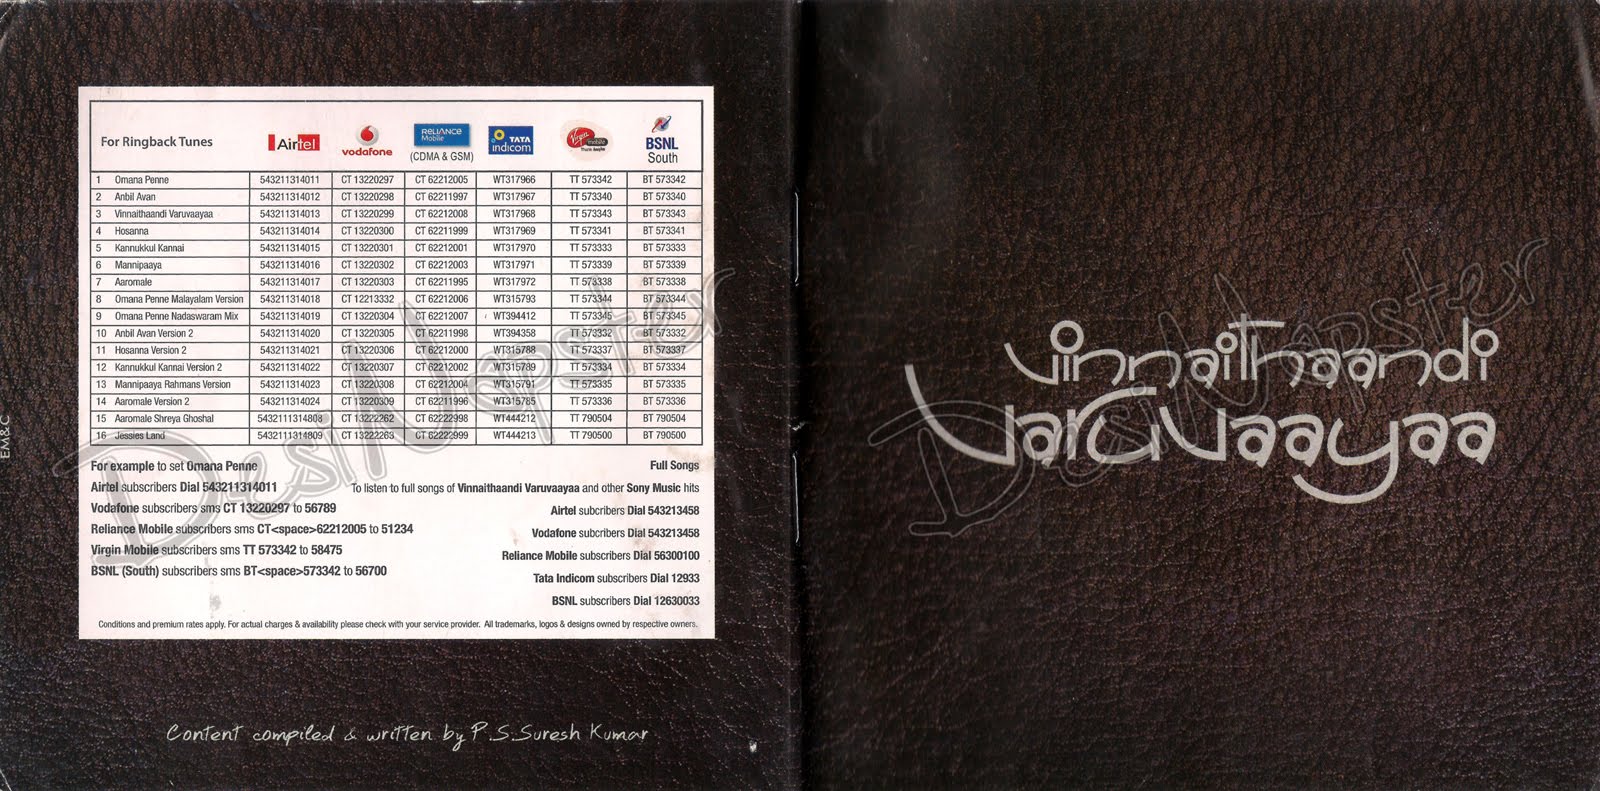 For Ringback Tunes Airtel vodafone RELIANCE Mobile (CDMA & GSM) TATA indicom Virgin mobile BSNL South
1 Omana Penne 543211314011 CT 13220297 CT 62212005 WT317966 TT 573342 BT 573342
2 Anbil Avan 543211314012 CT 13220298 CT 62211997 WT317967 TT 573340 BT 573340
3 Vinnaithaandi Varuvaayaa 543211314013 CT 13220299 CT 62212008 WT317968 TT 573343 BT 573343
4 Hosanna 543211314014 CT 13220300 CT 62211999 WT317969 TT 573341 BT 573341
5 Kannukkul Kannai 543211314015 CT 13220301 CT 62212001 WT317970 TT 573333 BT 573333
6 Mannipaaya 543211314016 CT 13220302 CT 62212003 WT317971 TT 573339 BT 573339
7 Aaromale 543211314017 CT 13220303 CT 62211995 WT317972 TT 573338 BT 573338
8 Omana Penne Malayalam Version 543211314018 CT 12213332 CT 62212006 WT315793 TT 573344 BT 573344
9 Omana Penne Nadaswaram Mix 543211314019 CT 13220304 CT 62212007 WT394412 TT 573345 BT 573345
10 Anbil Avan Version 2 543211314020 CT 13220305 CT 62211998 WT394358 TT 573332 BT 573332
11 Hosanna Version 2 543211314021 CT 13220306 CT 62212000 WT315788 TT 573337 BT 573337
12 Kannukkul Kannai Version 2 543211314022 CT 13220307 CT 62212002 WT315789 TT 573334 BT 573334
13 Mannipaaya Rahmans Version 543211314023 CT 13220308 CT 62212004 WT315791 TT 573335 BT 573335
14 Aaromale Version 2 543211314024 CT 13220309 CT 62211996 WT315785 TT 573336 BT 573336
15 Aaromale Shreya Ghoshal 5432111314808 CT 13222262 CT 62222998 WT444212 TT 790504 BT 790504
16 Jessies Land 5432111314809 CT 13222263 CT 62222999 WT444213 TT 790500 BT 790500
For example to set Omana Penne
Airtel subscribers Dial 543211314011
Vodafone subscribers sms CT 13220297 to 56789
Reliance Mobile subscribers sms CT<space>62212005 to 51234
Virgin Mobile subscribers sms TT 573342 to 58475
BSNL (South) subscribers sms BT<space>573342 to 56700
Full Songs
To listen to full songs of Vinnaithaandi Varuvaayaa and other Sony Music hits
Airtel subcribers Dial 543213458
Vodafone subcribers Dial 543213458
Reliance Mobile subscribers Dial 56300100
Tata Indicom subscribers Dial 12933
BSNL subscribers Dial 12630033
Conditions and premium rates apply. For actual charges & availability please check with your service provider. All trademarks, logos & designs owned by respective owners.
EM&C
Content compiled & written by P.S.Suresh Kumar
DesiNapster
vinnaithaandi
varuvaayaa
DesiNapster